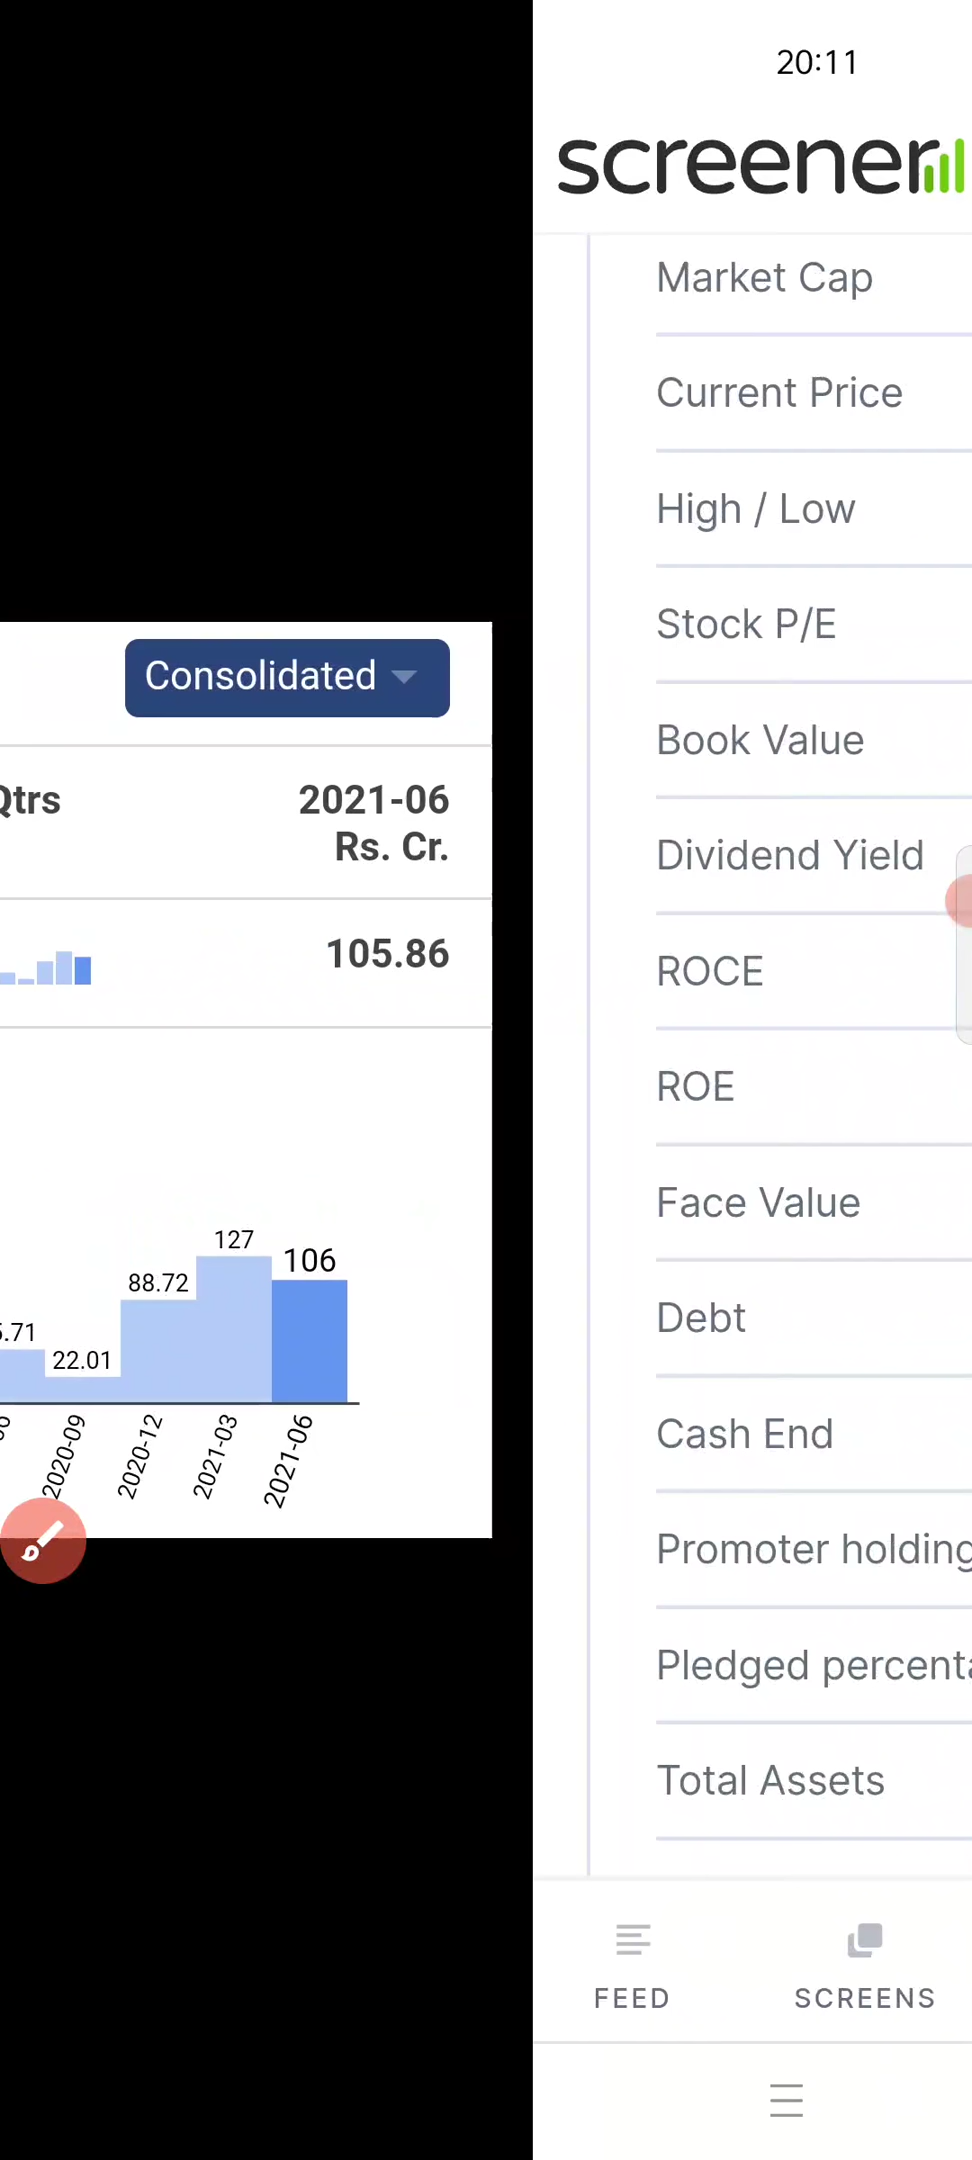 Consolidated
Qtrs
2021-06
Rs. Cr.
105.86
127
106
88.72
5.71
22.01
2020-09
2020-12
2021-03
2021-06
20:11
screener
Market Cap
Current Price
High / Low
Stock P/E
Book Value
Dividend Yield
ROCE
ROE
Face Value
Debt
Cash End
Promoter holding
Pledged percenta
Total Assets
FEED
SCREENS